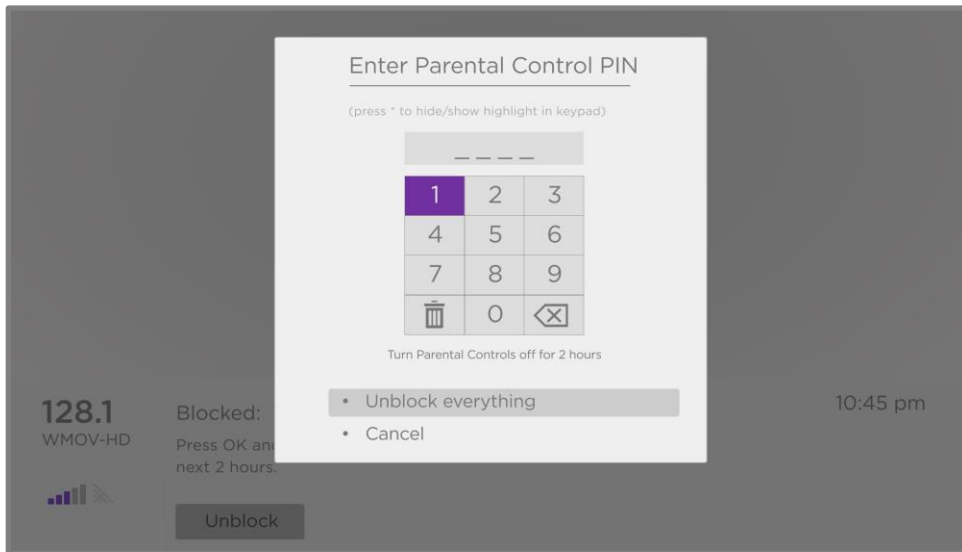 Enter Parental Control PIN
(press * to hide/show highlight in keypad)
_ _ _ _
1 2 3
4 5 6
7 8 9
0
Turn Parental Controls off for 2 hours
• Unblock everything
• Cancel
128.1
WMOV-HD
Blocked:
Press OK and
next 2 hours.
Unblock
10:45 pm